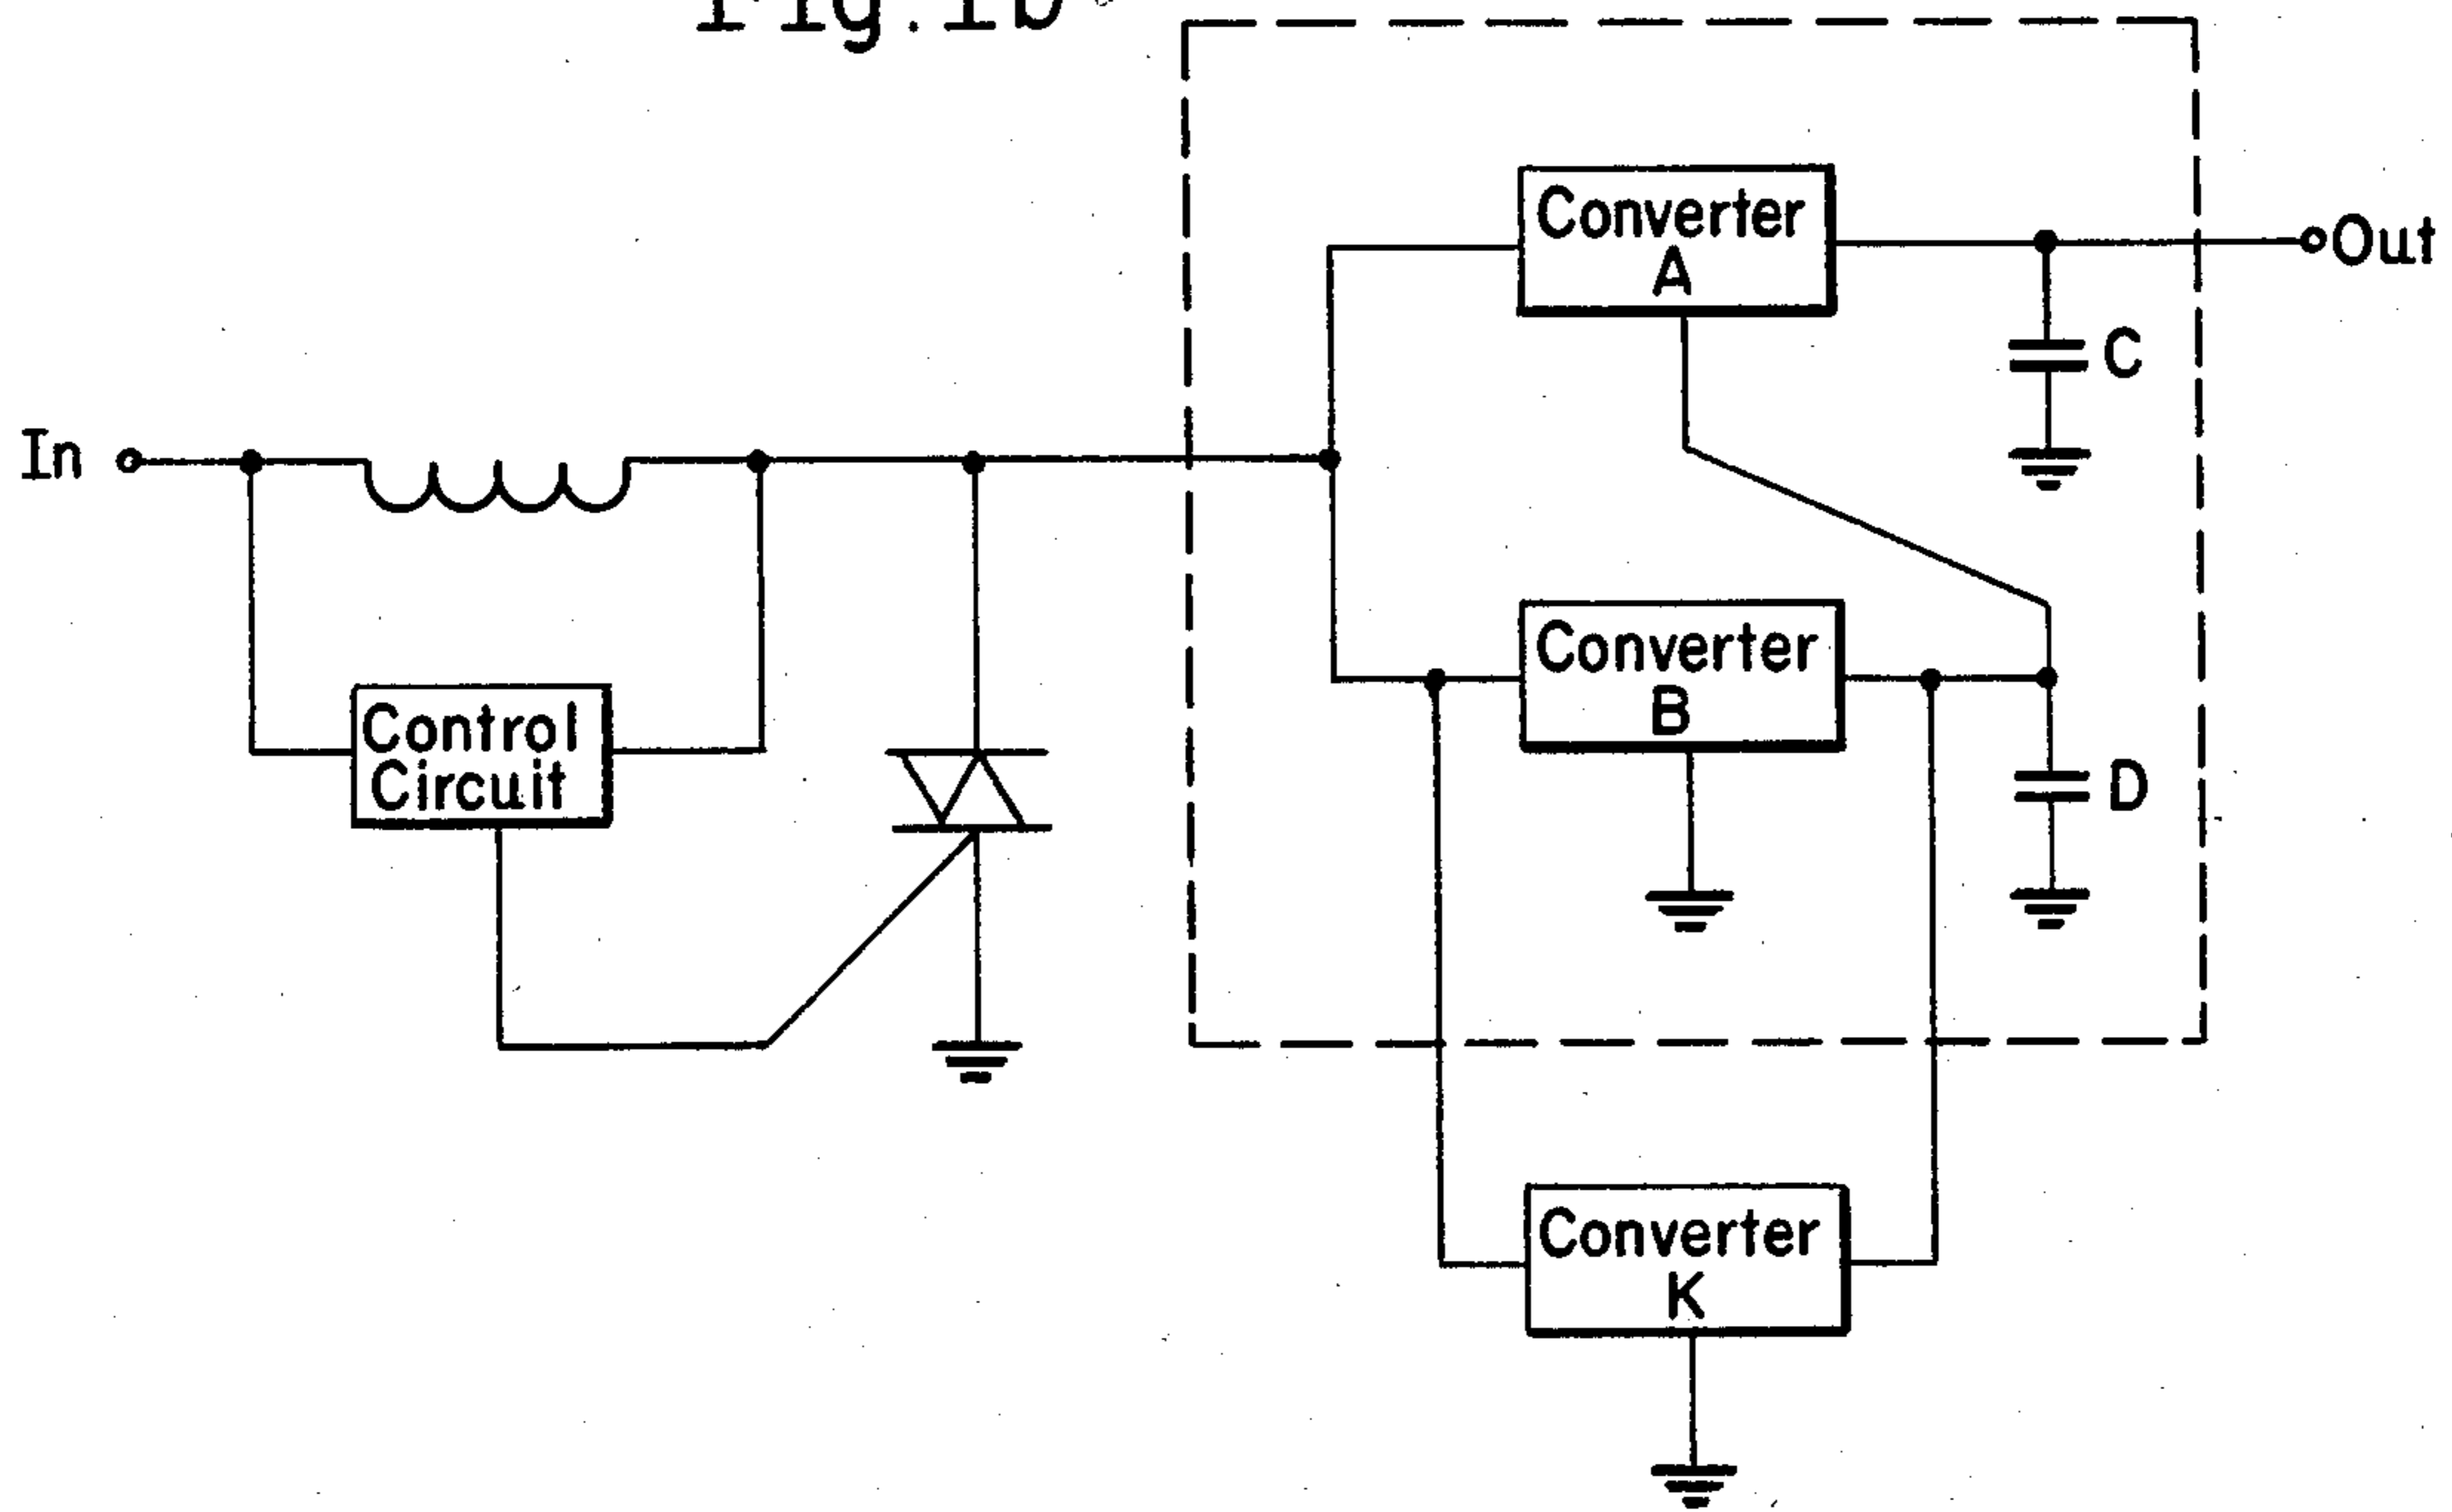 Fig.1b
Converter
A
Out
C
In
Converter
B
Control
Circuit
D
Converter
K